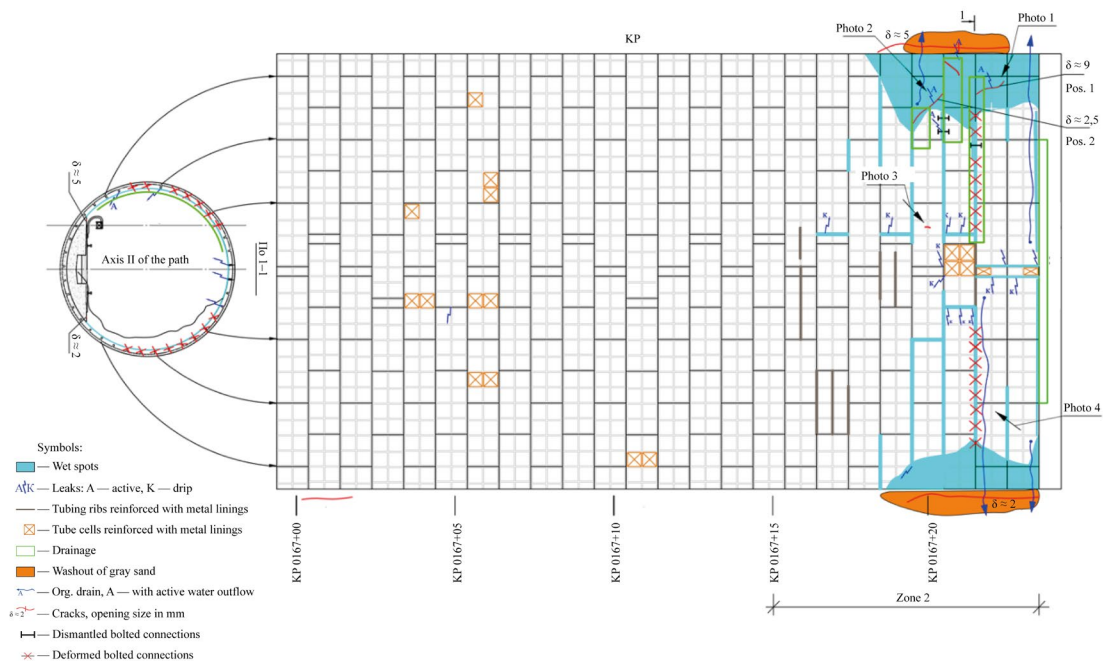 KP
1
Photo 1
Photo 2
δ ≈ 5
δ ≈ 9
Pos. 1
δ ≈ 2,5
Pos. 2
Photo 3
Photo 4
δ ≈ 2
δ ≈ 5
Axis II of the path
По 1–1
δ ≈ 2
A
A
A
A
K
K
K
K
K
K
K
K
K
KP 0167+00
KP 0167+05
KP 0167+10
KP 0167+15
KP 0167+20
Zone 2
Symbols:
— Wet spots
A K — Leaks: A — active, K — drip
— Tubing ribs reinforced with metal linings
— Tube cells reinforced with metal linings
— Drainage
— Washout of gray sand
A — Org. drain, A — with active water outflow
δ ≈ 2 — Cracks, opening size in mm
— Dismantled bolted connections
— Deformed bolted connections